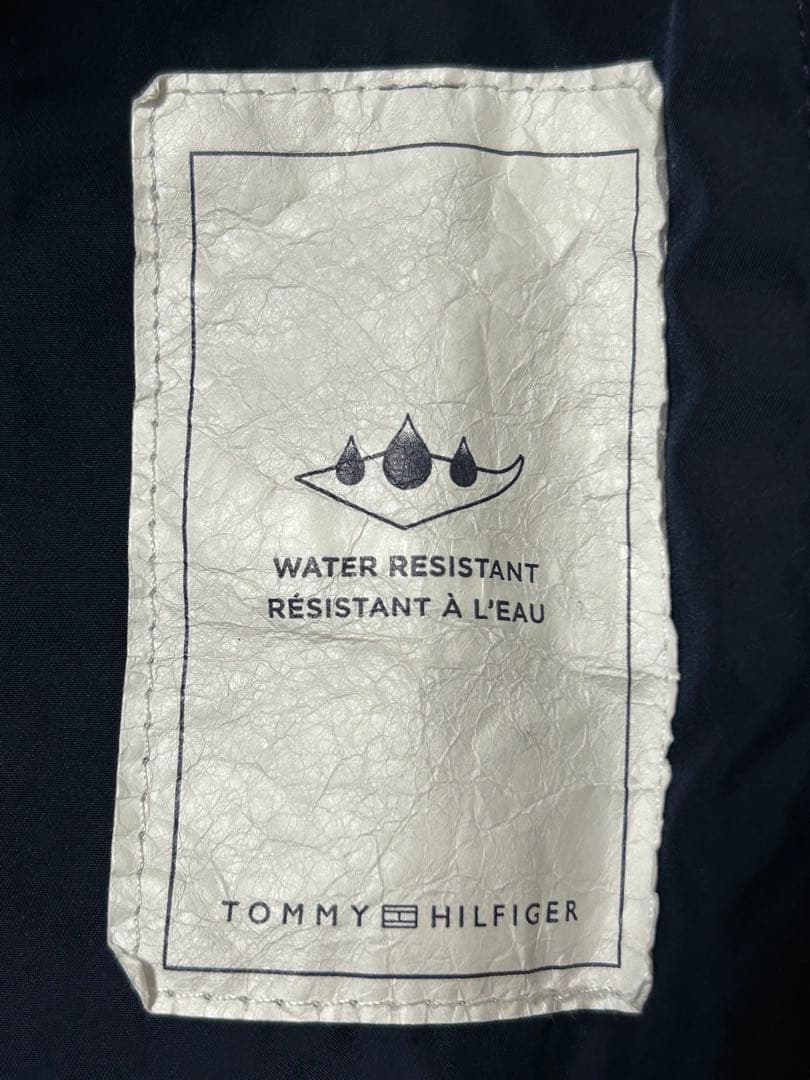 WATER RESISTANT
RÉSISTANT À L'EAU
TOMMY HILFIGER